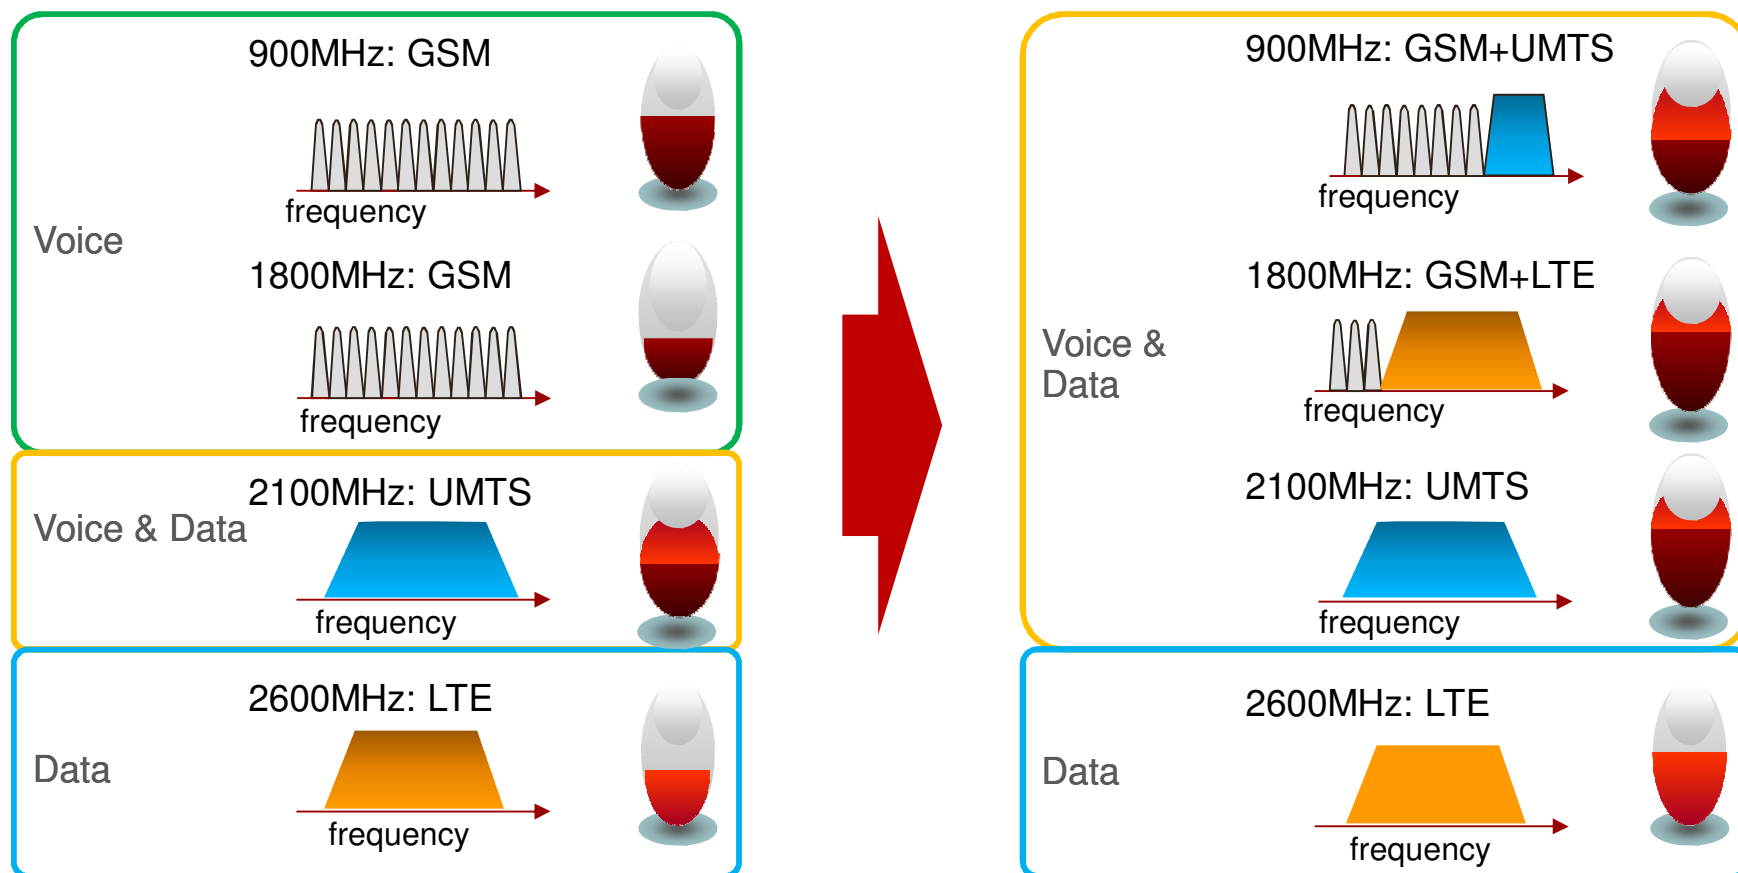 900MHz: GSM
frequency
Voice
1800MHz: GSM
frequency
2100MHz: UMTS
Voice & Data
frequency
2600MHz: LTE
Data
frequency
900MHz: GSM+UMTS
frequency
1800MHz: GSM+LTE
Voice &
Data
frequency
2100MHz: UMTS
frequency
2600MHz: LTE
Data
frequency